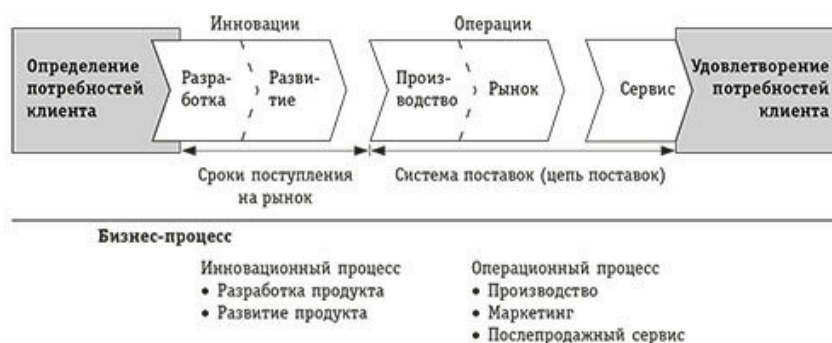 Инновации
Операции
Определение
потребностей
клиента
Разра-
ботка
Разви-
тие
Произ-
водство
Рынок
Сервис
Удовлетворение
потребностей
клиента
Сроки поступления
на рынок
Система поставок (цепь поставок)
Бизнес-процесс
Инновационный процесс
• Разработка продукта
• Развитие продукта
Операционный процесс
• Производство
• Маркетинг
• Послепродажный сервис